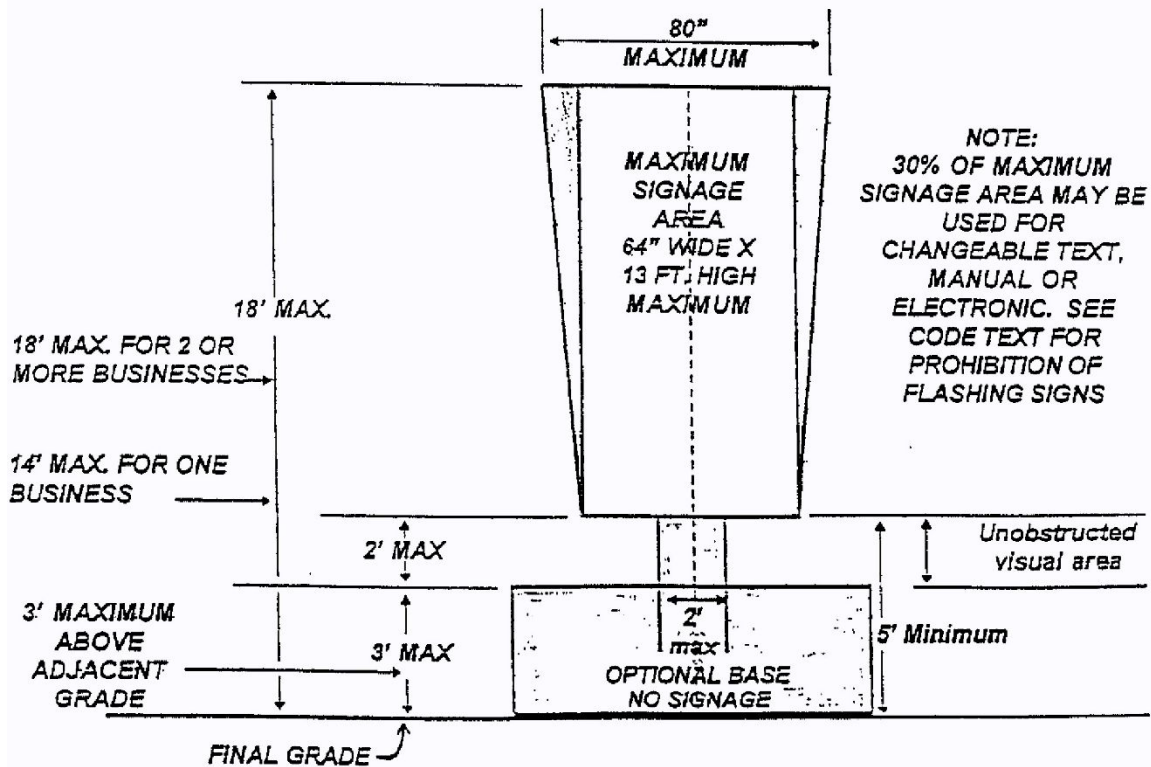 80"
MAXIMUM
MAXIMUM
SIGNAGE
AREA
64" WIDE X
13 FT. HIGH
MAXIMUM
NOTE:
30% OF MAXIMUM
SIGNAGE AREA MAY BE
USED FOR
CHANGEABLE TEXT,
MANUAL OR
ELECTRONIC. SEE
CODE TEXT FOR
PROHIBITION OF
FLASHING SIGNS
18' MAX.
18' MAX. FOR 2 OR
MORE BUSINESSES
14' MAX. FOR ONE
BUSINESS
2' MAX
Unobstructed
visual area
3' MAXIMUM
ABOVE
ADJACENT
GRADE
3' MAX
2'
max
OPTIONAL BASE
NO SIGNAGE
5' Minimum
FINAL GRADE